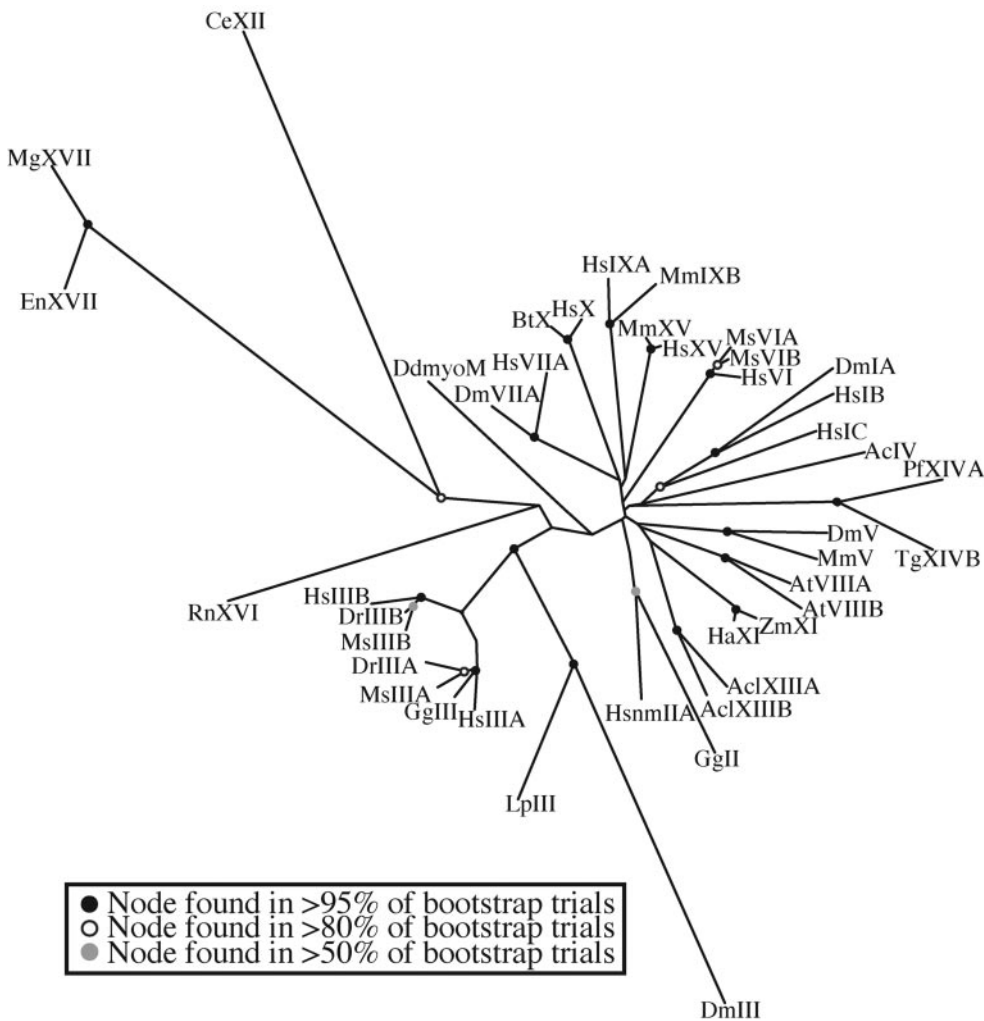 CeXII
MgXVII
EnXVII
HsIXA
MmIXB
HsX
BtX
MmXV
HsXV
MsVIA
MsVIB
HsVI
DdmyoM
HsVIIA
DmVIIA
DmIA
HsIB
HsIC
AcIV
PfXIVA
TgXIVB
DmV
MmV
AtVIIIA
AtVIIIB
ZmXI
HaXI
RnXVI
HsIIIB
DrIIIB
MsIIIB
DrIIIA
MsIIIA
GgIII
HsIIIA
AclXIIIA
AclXIIIB
HsnmIIA
GgII
LpIII
DmIII
Node found in >95% of bootstrap trials
Node found in >80% of bootstrap trials
Node found in >50% of bootstrap trials